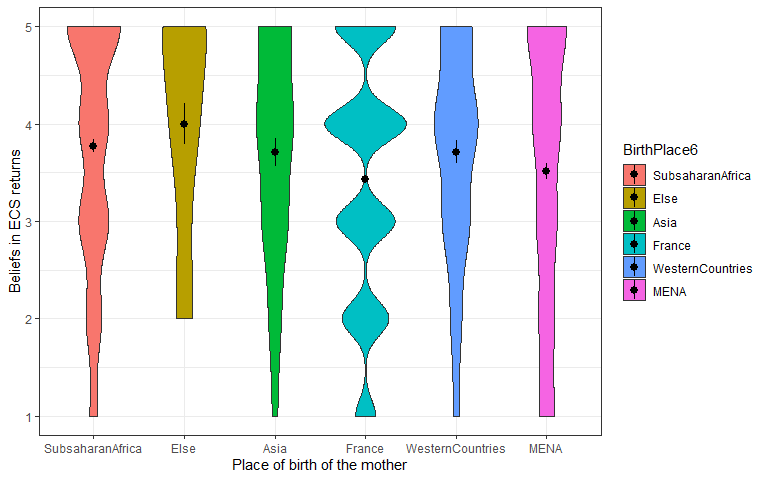 Beliefs in ECS returns
5
4
3
2
1
SubsaharanAfrica Else Asia France WesternCountries MENA
Place of birth of the mother
BirthPlace6
SubsaharanAfrica
Else
Asia
France
WesternCountries
MENA